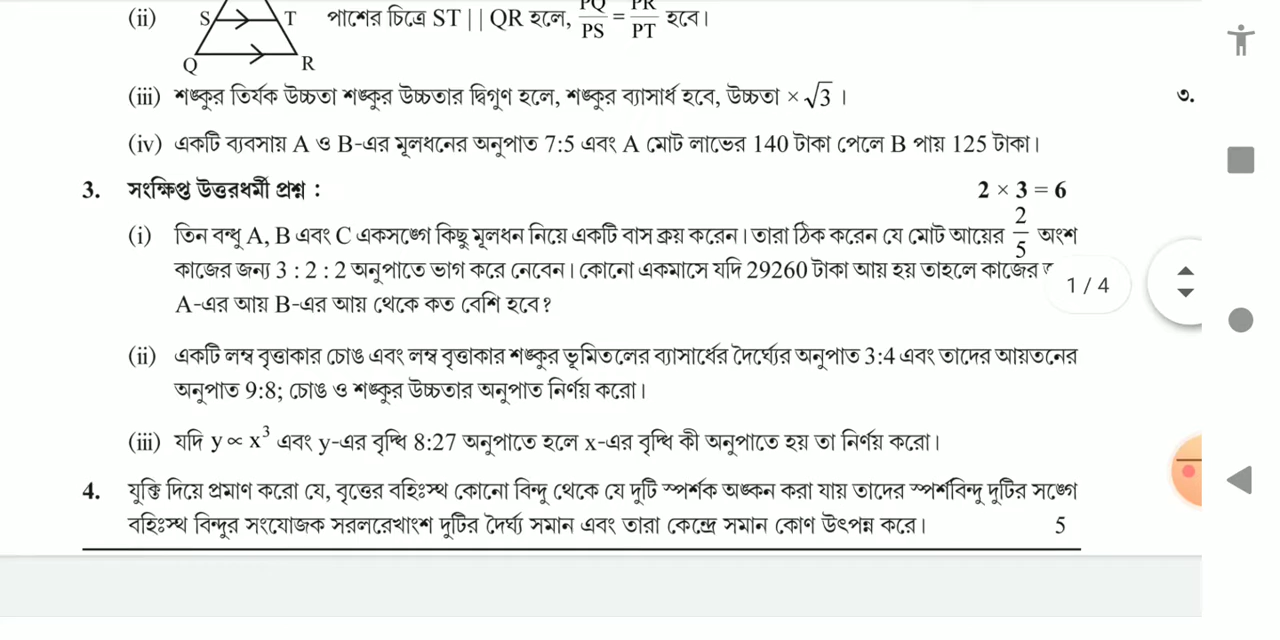 (ii) S T পাশের চিত্রে ST || QR হলে, PQ/PS = PR/PT হবে।
Q R
(iii) শঙ্কুর তির্যক উচ্চতা শঙ্কুর উচ্চতার দ্বিগুণ হলে, শঙ্কুর ব্যাসার্ধ হবে, উচ্চতা × √3 ।
৩.
(iv) একটি ব্যবসায় A ও B-এর মূলধনের অনুপাত 7:5 এবং A মোট লাভের 140 টাকা পেলে B পায় 125 টাকা।
3. সংক্ষিপ্ত উত্তরধর্মী প্রশ্ন : 2 × 3 = 6
(i) তিন বন্ধু A, B এবং C একসঙ্গে কিছু মূলধন নিয়ে একটি বাস ক্রয় করেন। তারা ঠিক করেন যে মোট আয়ের 2/5 অংশ
কাজের জন্য 3 : 2 : 2 অনুপাতে ভাগ করে নেবেন। কোনো একমাসে যদি 29260 টাকা আয় হয় তাহলে কাজের
1 / 4
A-এর আয় B-এর আয় থেকে কত বেশি হবে?
(ii) একটি লম্ব বৃত্তাকার চোঙ এবং লম্ব বৃত্তাকার শঙ্কুর ভূমিতলের ব্যাসার্ধের দৈর্ঘ্যের অনুপাত 3:4 এবং তাদের আয়তনের
অনুপাত 9:8; চোঙ ও শঙ্কুর উচ্চতার অনুপাত নির্ণয় করো।
(iii) যদি y ∝ x³ এবং y-এর বৃদ্ধি 8:27 অনুপাতে হলে x-এর বৃদ্ধি কী অনুপাতে হয় তা নির্ণয় করো।
4. যুক্তি দিয়ে প্রমাণ করো যে, বৃত্তের বহিঃস্থ কোনো বিন্দু থেকে যে দুটি স্পর্শক অঙ্কন করা যায় তাদের স্পর্শবিন্দু দুটির সঙ্গে
বহিঃস্থ বিন্দুর সংযোজক সরলরেখাংশ দুটির দৈর্ঘ্য সমান এবং তারা কেন্দ্রে সমান কোণ উৎপন্ন করে। 5